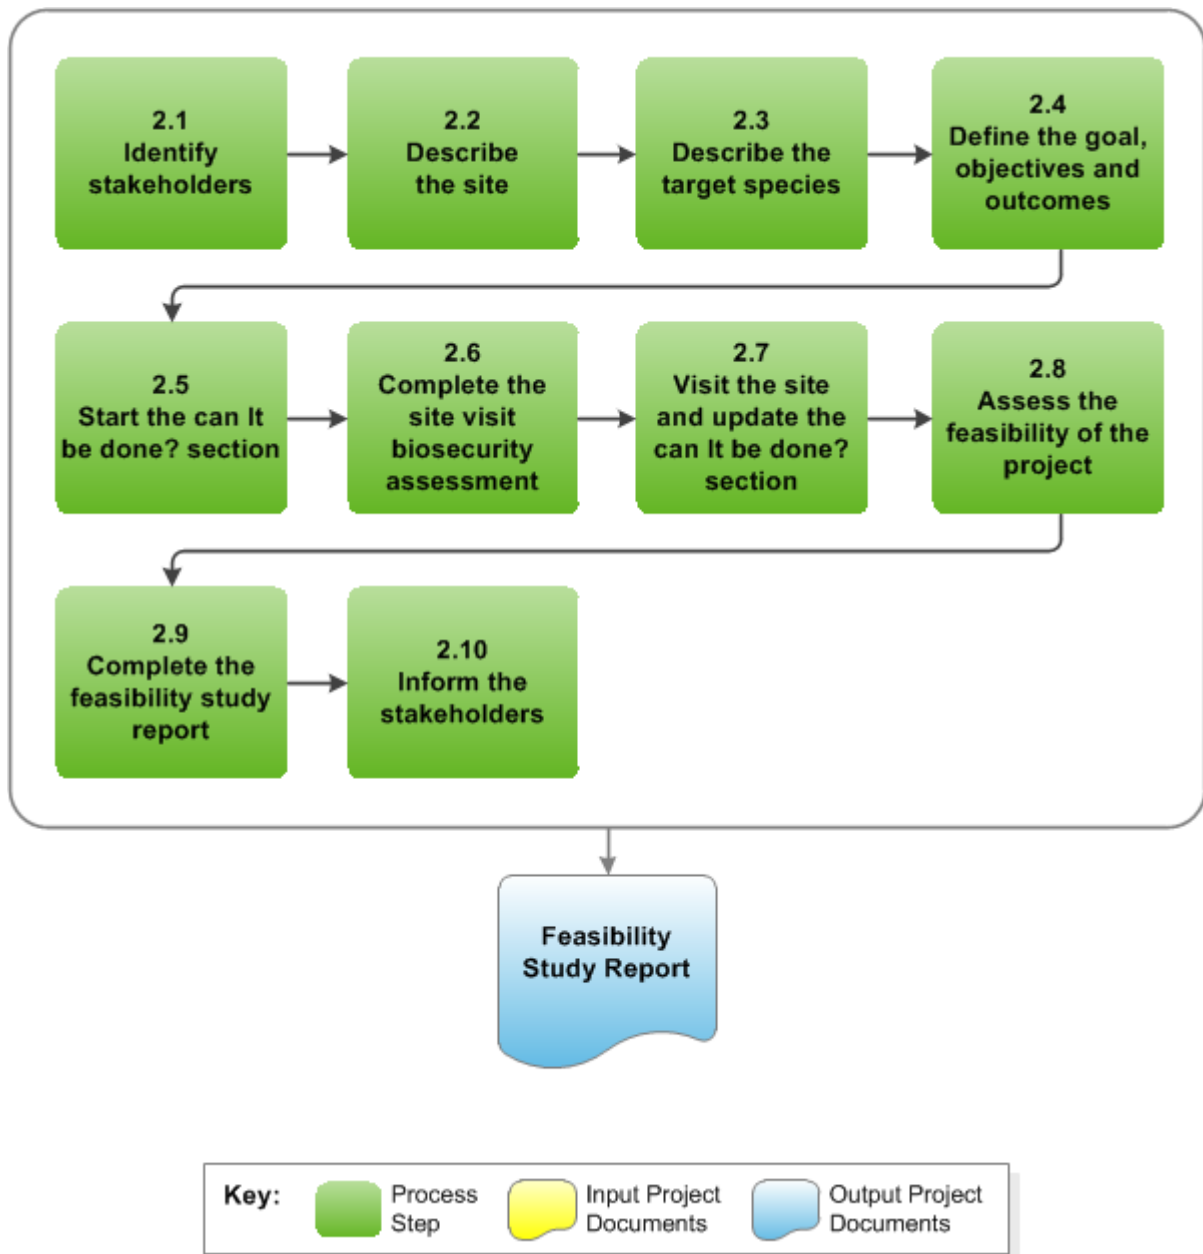 2.1
Identify
stakeholders
2.2
Describe
the site
2.3
Describe the
target species
2.4
Define the goal,
objectives and
outcomes
2.5
Start the can It
be done? section
2.6
Complete the
site visit
biosecurity
assessment
2.7
Visit the site
and update the
can It be done?
section
2.8
Assess the
feasibility of the
project
2.9
Complete the
feasibility study
report
2.10
Inform the
stakeholders
Feasibility
Study Report
Key:
Process
Step
Input Project
Documents
Output Project
Documents